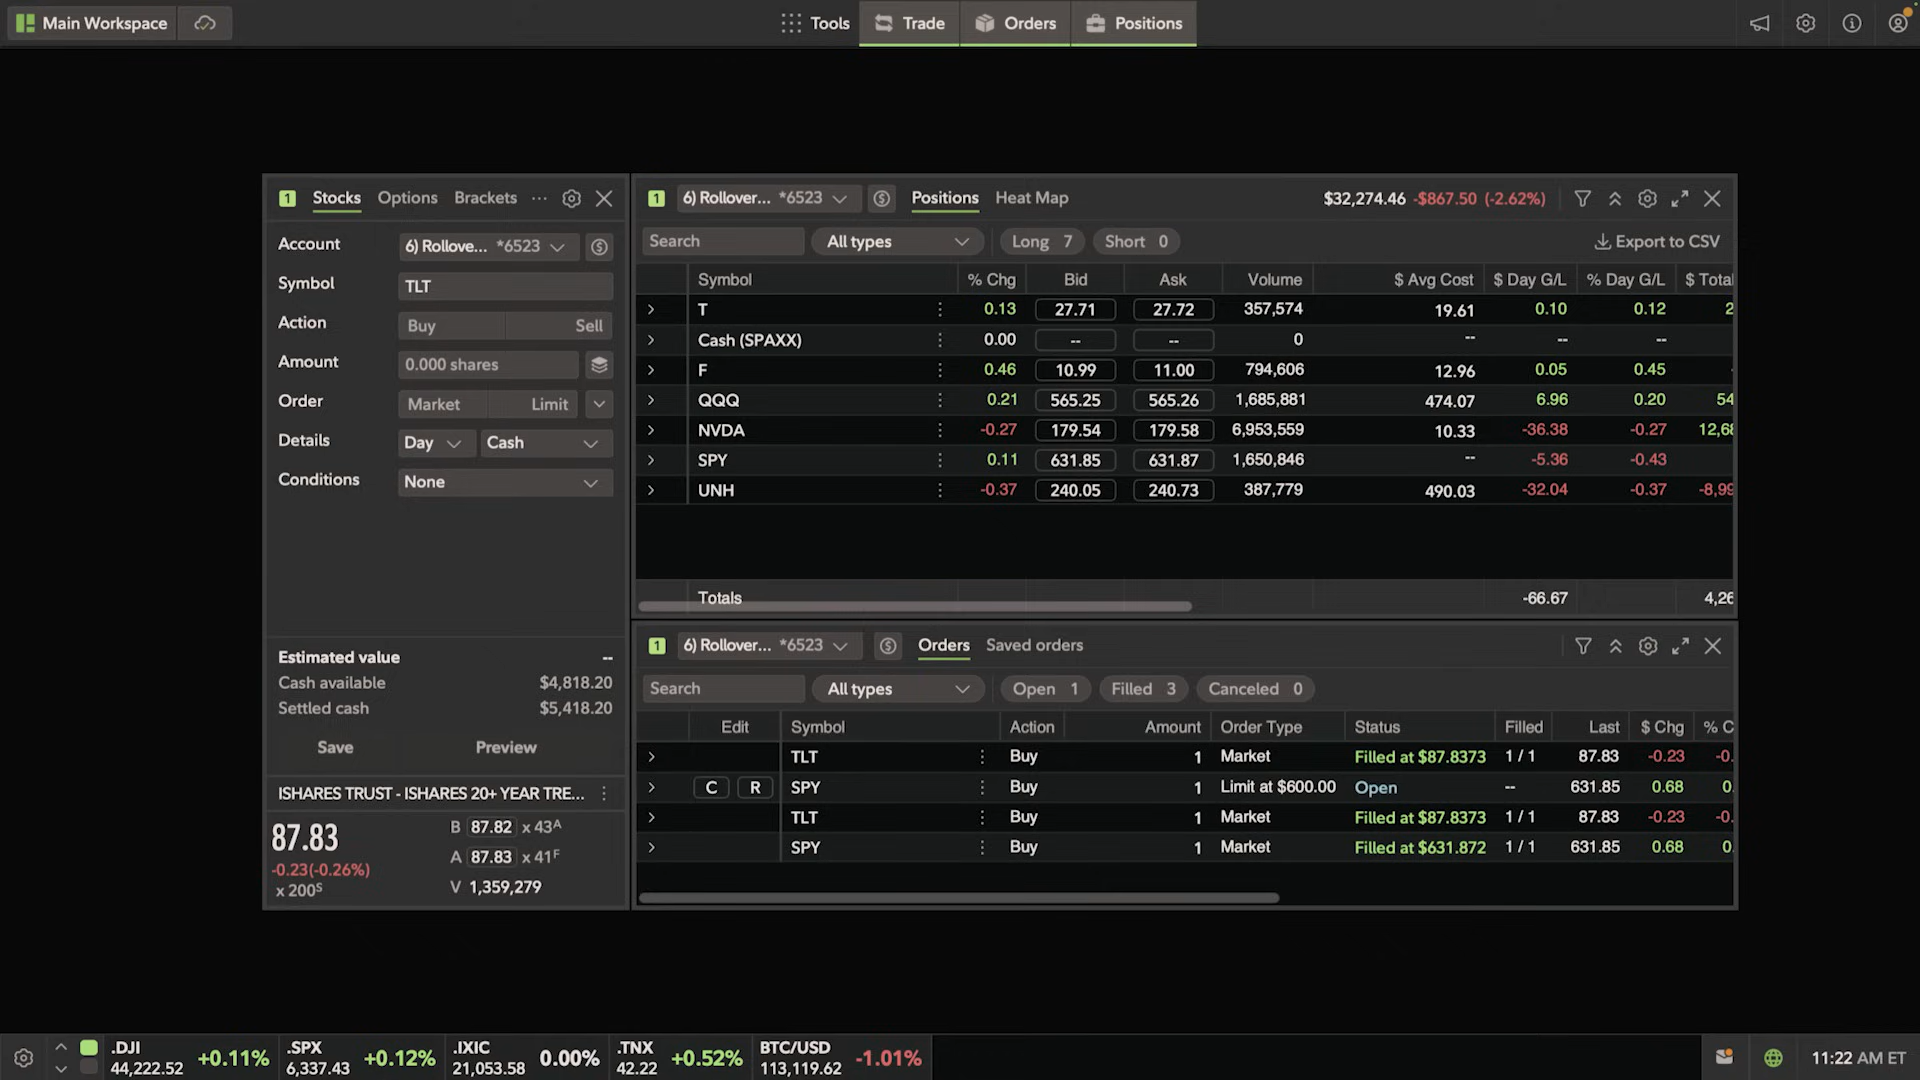 Main Workspace Tools Trade Orders Positions
1 Stocks Options Brackets ...
Account 6) Rollove... *6523
Symbol TLT
Action Buy Sell
Amount 0.000 shares
Order Market Limit
Details Day Cash
Conditions None
Estimated value --
Cash available $4,818.20
Settled cash $5,418.20
Save Preview
ISHARES TRUST - ISHARES 20+ YEAR TRE...
87.83 B 87.82 x 43A
-0.23(-0.26%) A 87.83 x 41F
x 200S V 1,359,279
1 6) Rollover... *6523 Positions Heat Map $32,274.46 -$867.50 (-2.62%)
Search All types Long 7 Short 0 Export to CSV
Symbol % Chg Bid Ask Volume $ Avg Cost $ Day G/L % Day G/L $ Total
T 0.13 27.71 27.72 357,574 19.61 0.10 0.12 2
Cash (SPAXX) 0.00 -- -- 0 -- -- --
F 0.46 10.99 11.00 794,606 12.96 0.05 0.45 -
QQQ 0.21 565.25 565.26 1,685,881 474.07 6.96 0.20 54
NVDA -0.27 179.54 179.58 6,953,559 10.33 -36.38 -0.27 12,68
SPY 0.11 631.85 631.87 1,650,846 -- -5.36 -0.43
UNH -0.37 240.05 240.73 387,779 490.03 -32.04 -0.37 -8,99
Totals -66.67 4,26
1 6) Rollover... *6523 Orders Saved orders
Search All types Open 1 Filled 3 Canceled 0
Edit Symbol Action Amount Order Type Status Filled Last $ Chg % C
TLT Buy 1 Market Filled at $87.8373 1 / 1 87.83 -0.23 -0.
C R SPY Buy 1 Limit at $600.00 Open -- 631.85 0.68 0.
TLT Buy 1 Market Filled at $87.8373 1 / 1 87.83 -0.23 -0.
SPY Buy 1 Market Filled at $631.872 1 / 1 631.85 0.68 0.
.DJI 44,222.52 +0.11% .SPX 6,337.43 +0.12% .IXIC 21,053.58 0.00% .TNX 42.22 +0.52% BTC/USD 113,119.62 -1.01% 11:22 AM ET